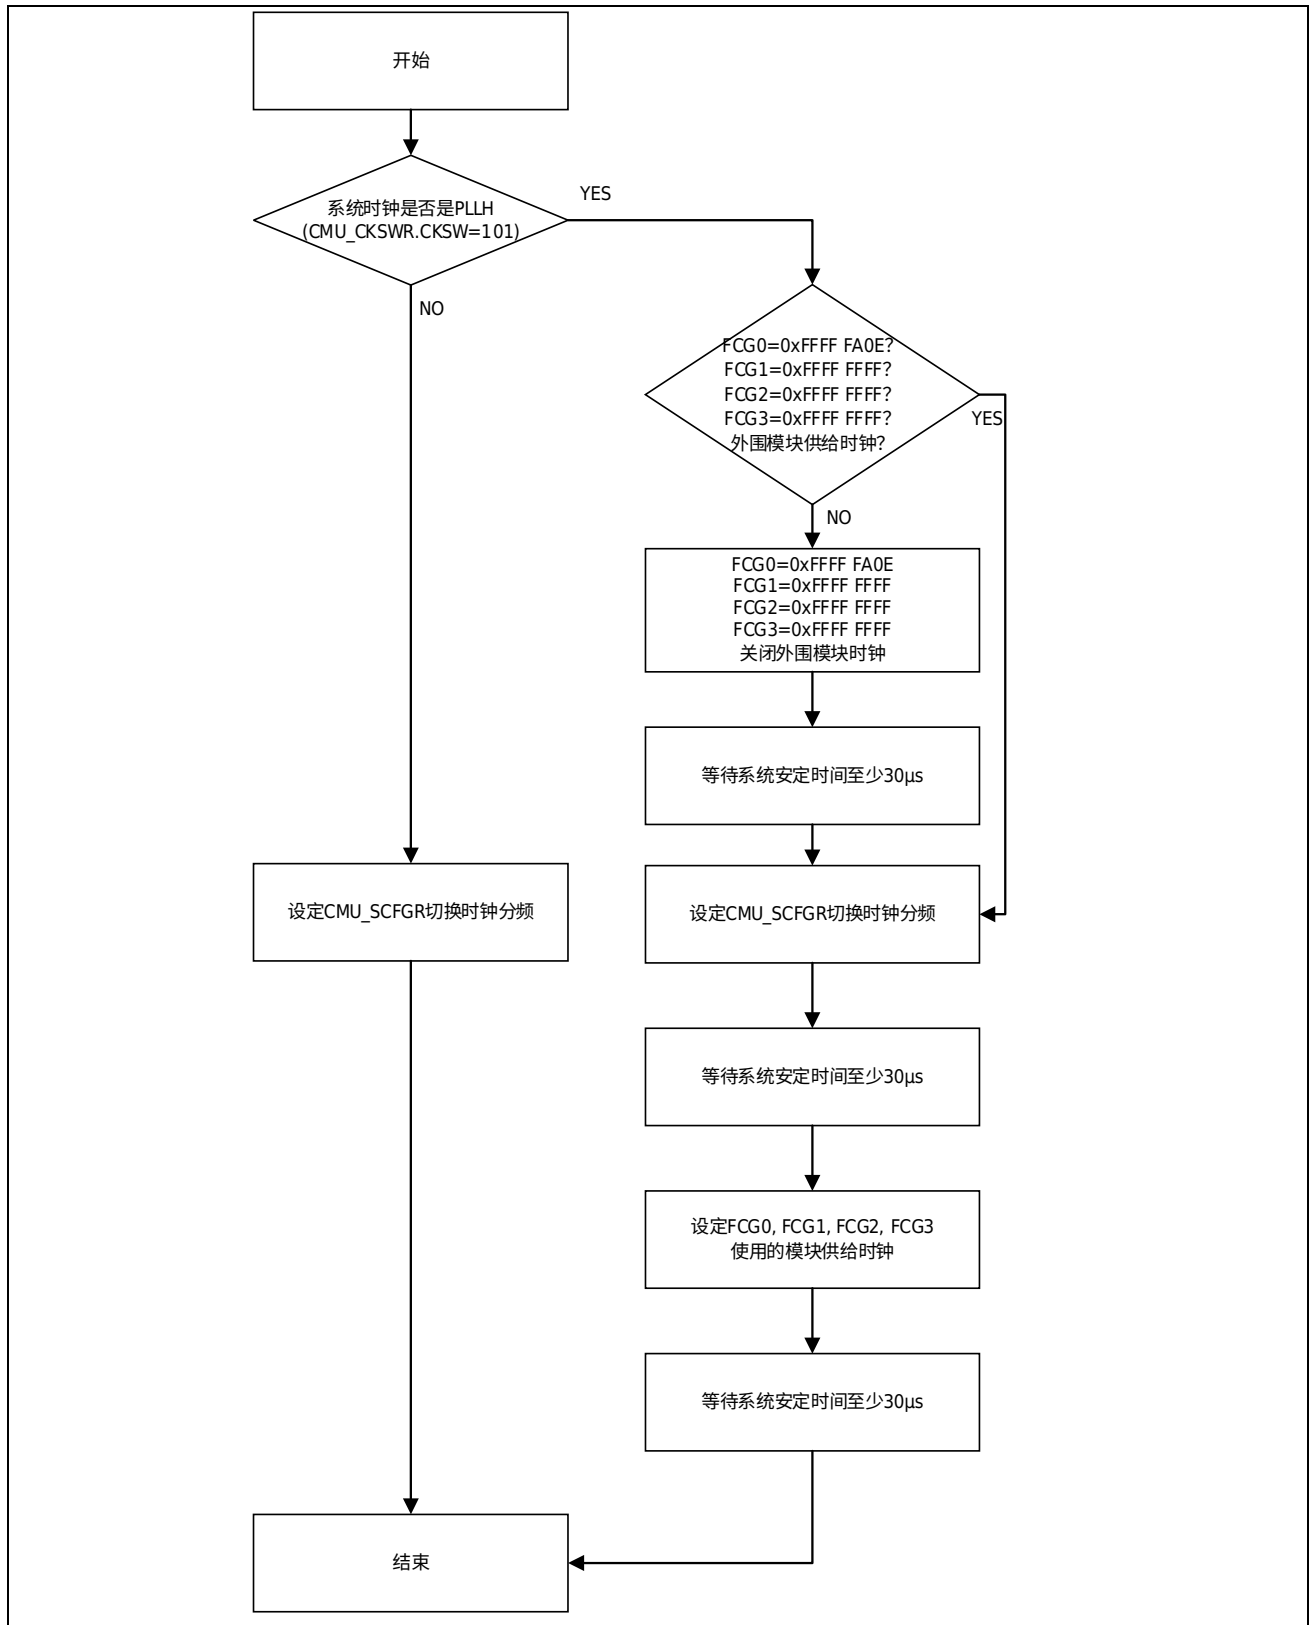 开始
系统时钟是否是PLLH
(CMU_CKSWR.CKSW=101)
YES
NO
FCG0=0xFFFF FA0E?
FCG1=0xFFFF FFFF?
FCG2=0xFFFF FFFF?
FCG3=0xFFFF FFFF?
外围模块供给时钟?
YES
NO
FCG0=0xFFFF FA0E
FCG1=0xFFFF FFFF
FCG2=0xFFFF FFFF
FCG3=0xFFFF FFFF
关闭外围模块时钟
等待系统安定时间至少30μs
设定CMU_SCFGR切换时钟分频
设定CMU_SCFGR切换时钟分频
等待系统安定时间至少30μs
设定FCG0, FCG1, FCG2, FCG3
使用的模块供给时钟
等待系统安定时间至少30μs
结束